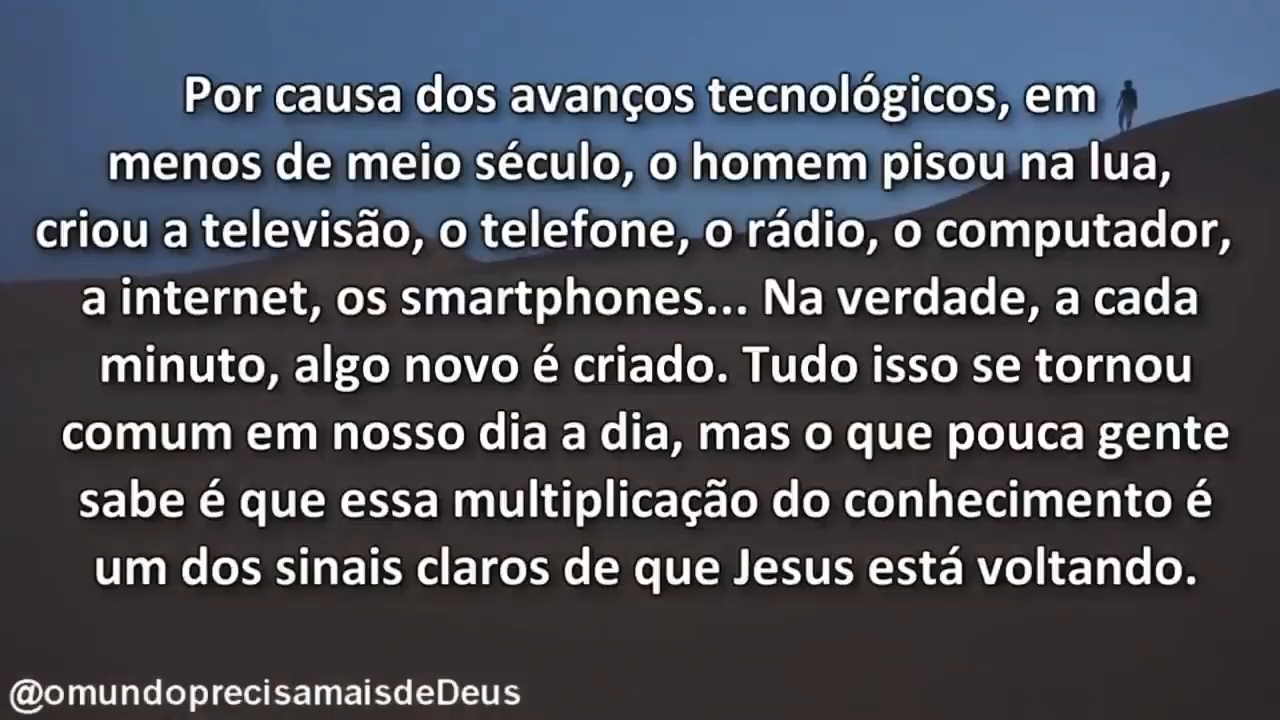 Por causa dos avanços tecnológicos, em
menos de meio século, o homem pisou na lua,
criou a televisão, o telefone, o rádio, o computador,
a internet, os smartphones... Na verdade, a cada
minuto, algo novo é criado. Tudo isso se tornou
comum em nosso dia a dia, mas o que pouca gente
sabe é que essa multiplicação do conhecimento é
um dos sinais claros de que Jesus está voltando.
@omundoprecisamaisdeDeus